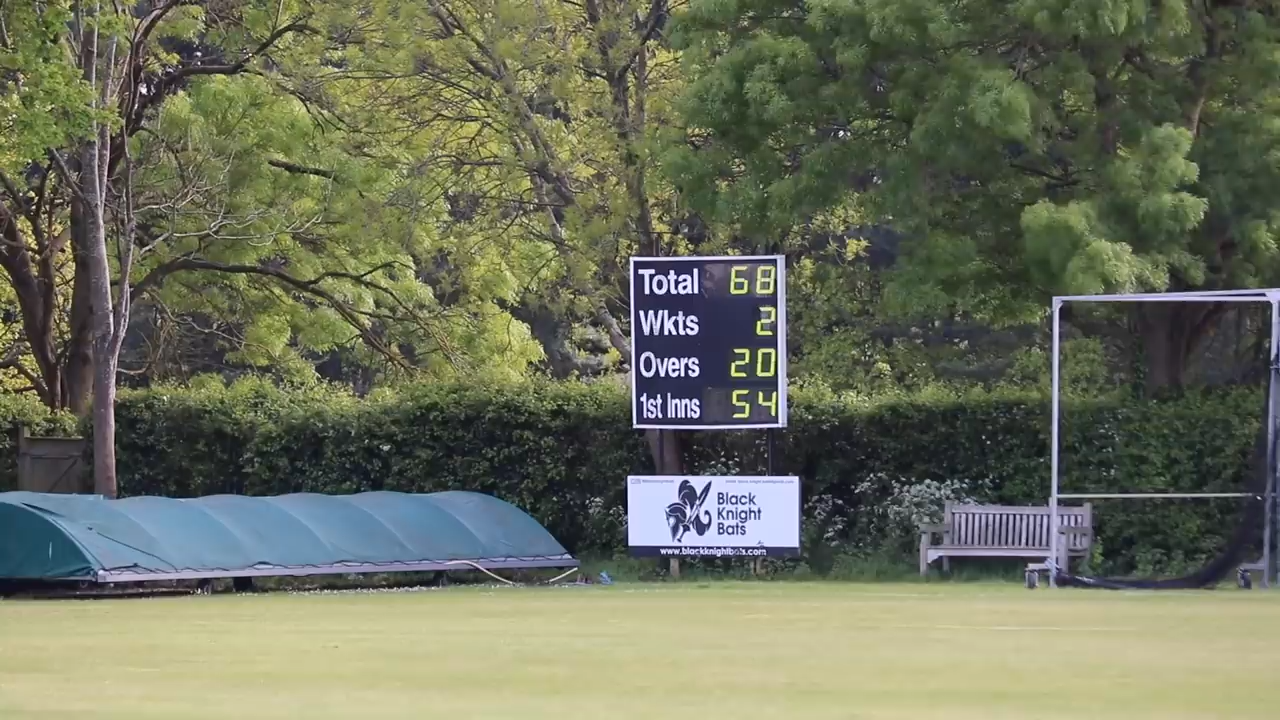 Total 68
Wkts 2
Overs 20
1st Inns 54
Black
Knight
Bats
www.blackknightbats.com